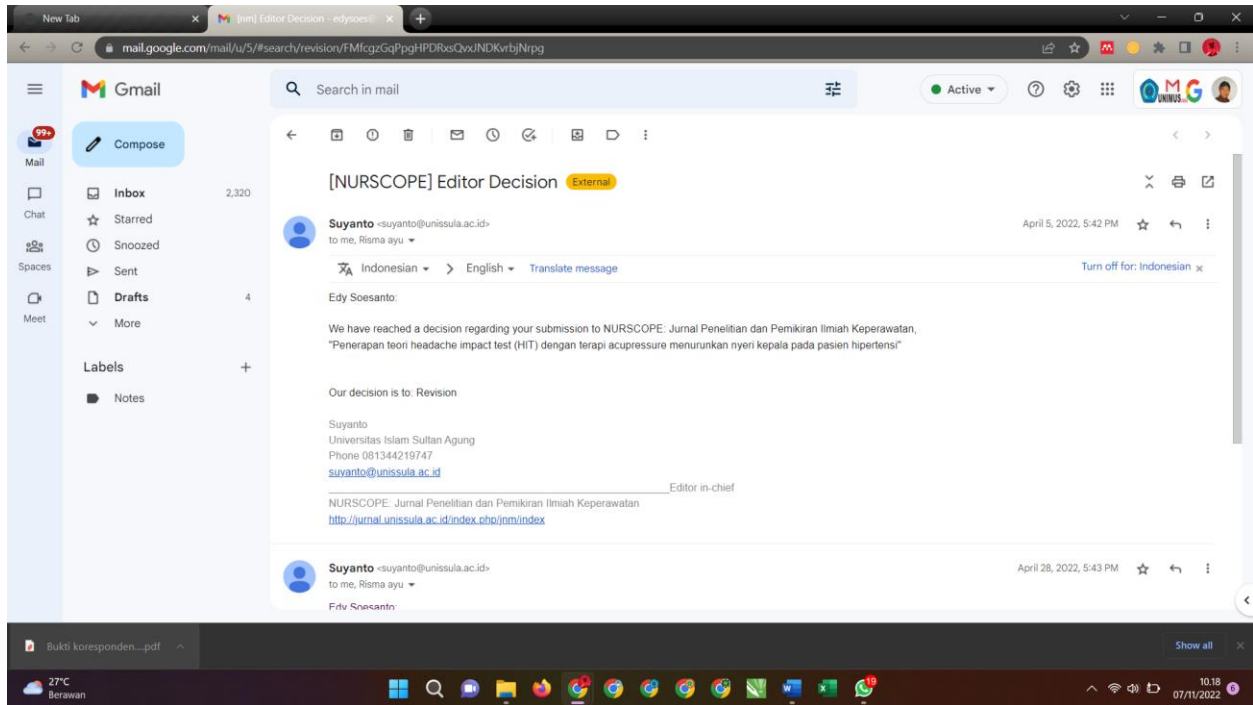 New Tab
[jnm] Editor Decision - edysoes
mail.google.com/mail/u/5/#search/revision/FMfcgzGqPpgHPDRxsQvxJNDKvrbjNrpg
Gmail
Search in mail
Active
UNIMUS
99+
Mail
Compose
[NURSCOPE] Editor Decision External
Chat
Inbox 2,320
Starred
Suyanto <suyanto@unissula.ac.id> April 5, 2022, 5:42 PM
to me, Risma ayu
Snoozed
Spaces
Sent
Indonesian > English Translate message Turn off for: Indonesian x
Drafts 4
Edy Soesanto:
Meet
More
We have reached a decision regarding your submission to NURSCOPE: Jurnal Penelitian dan Pemikiran Ilmiah Keperawatan,
"Penerapan teori headache impact test (HIT) dengan terapi acupressure menurunkan nyeri kepala pada pasien hipertensi"
Labels +
Notes
Our decision is to: Revision
Suyanto
Universitas Islam Sultan Agung
Phone 081344219747
suyanto@unissula.ac.id
________________________________________________________________________Editor in-chief
NURSCOPE: Jurnal Penelitian dan Pemikiran Ilmiah Keperawatan
http://jurnal.unissula.ac.id/index.php/jnm/index
Suyanto <suyanto@unissula.ac.id> April 28, 2022, 5:43 PM
to me, Risma ayu
Edy Soesanto:
Bukti koresponden....pdf
Show all
27°C
Berawan
19
10.18
07/11/2022
6